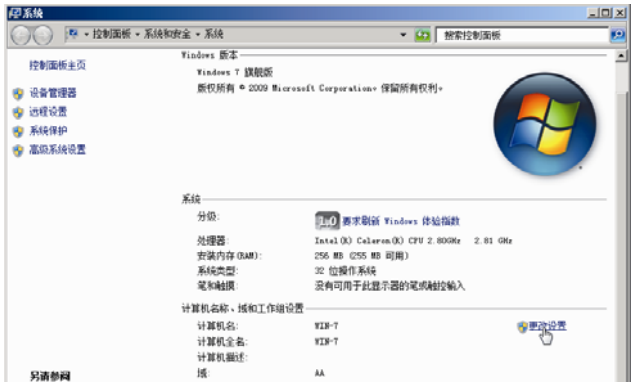 系统
控制面板 系统和安全 系统
搜索控制面板
控制面板主页
设备管理器
远程设置
系统保护
高级系统设置
另请参阅
Windows 版本
Windows 7 旗舰版
版权所有 © 2009 Microsoft Corporation。保留所有权利。
系统
分级: 1.0 要求刷新 Windows 体验指数
处理器: Intel(R) Celeron(R) CPU 2.80GHz 2.81 GHz
安装内存(RAM): 256 MB (255 MB 可用)
系统类型: 32 位操作系统
笔和触摸: 没有可用于此显示器的笔或触控输入
计算机名称、域和工作组设置
计算机名: WIN-7 更改设置
计算机全名: WIN-7
计算机描述:
域: AA